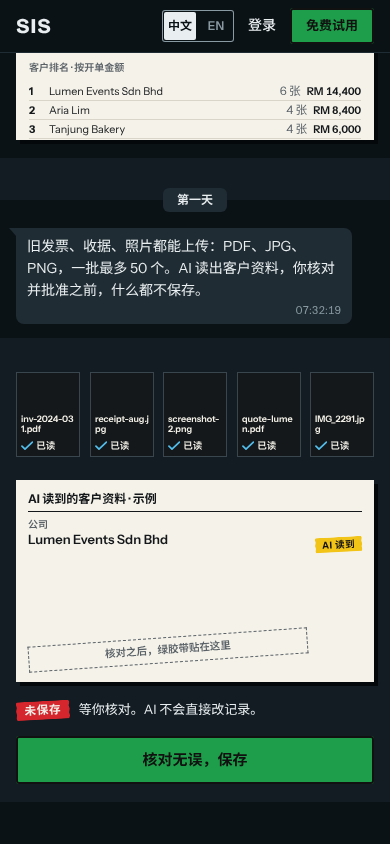 SIS
中文
EN
登录
免费试用
客户排名·按开单金额
1 Lumen Events Sdn Bhd 6 张 RM 14,400
2 Aria Lim 4 张 RM 8,400
3 Tanjung Bakery 4 张 RM 6,000
第一天
旧发票、收据、照片都能上传：PDF、JPG、
PNG，一批最多 50 个。AI 读出客户资料，你核对
并批准之前，什么都不保存。
07:32:19
inv-2024-03
1.pdf
已读
receipt-aug.j
pg
已读
screenshot-
2.png
已读
quote-lume
n.pdf
已读
IMG_2291.jp
g
已读
AI 读到的客户资料·示例
公司
Lumen Events Sdn Bhd
AI 读到
核对之后，绿胶带贴在这里
未保存
等你核对。AI 不会直接改记录。
核对无误，保存